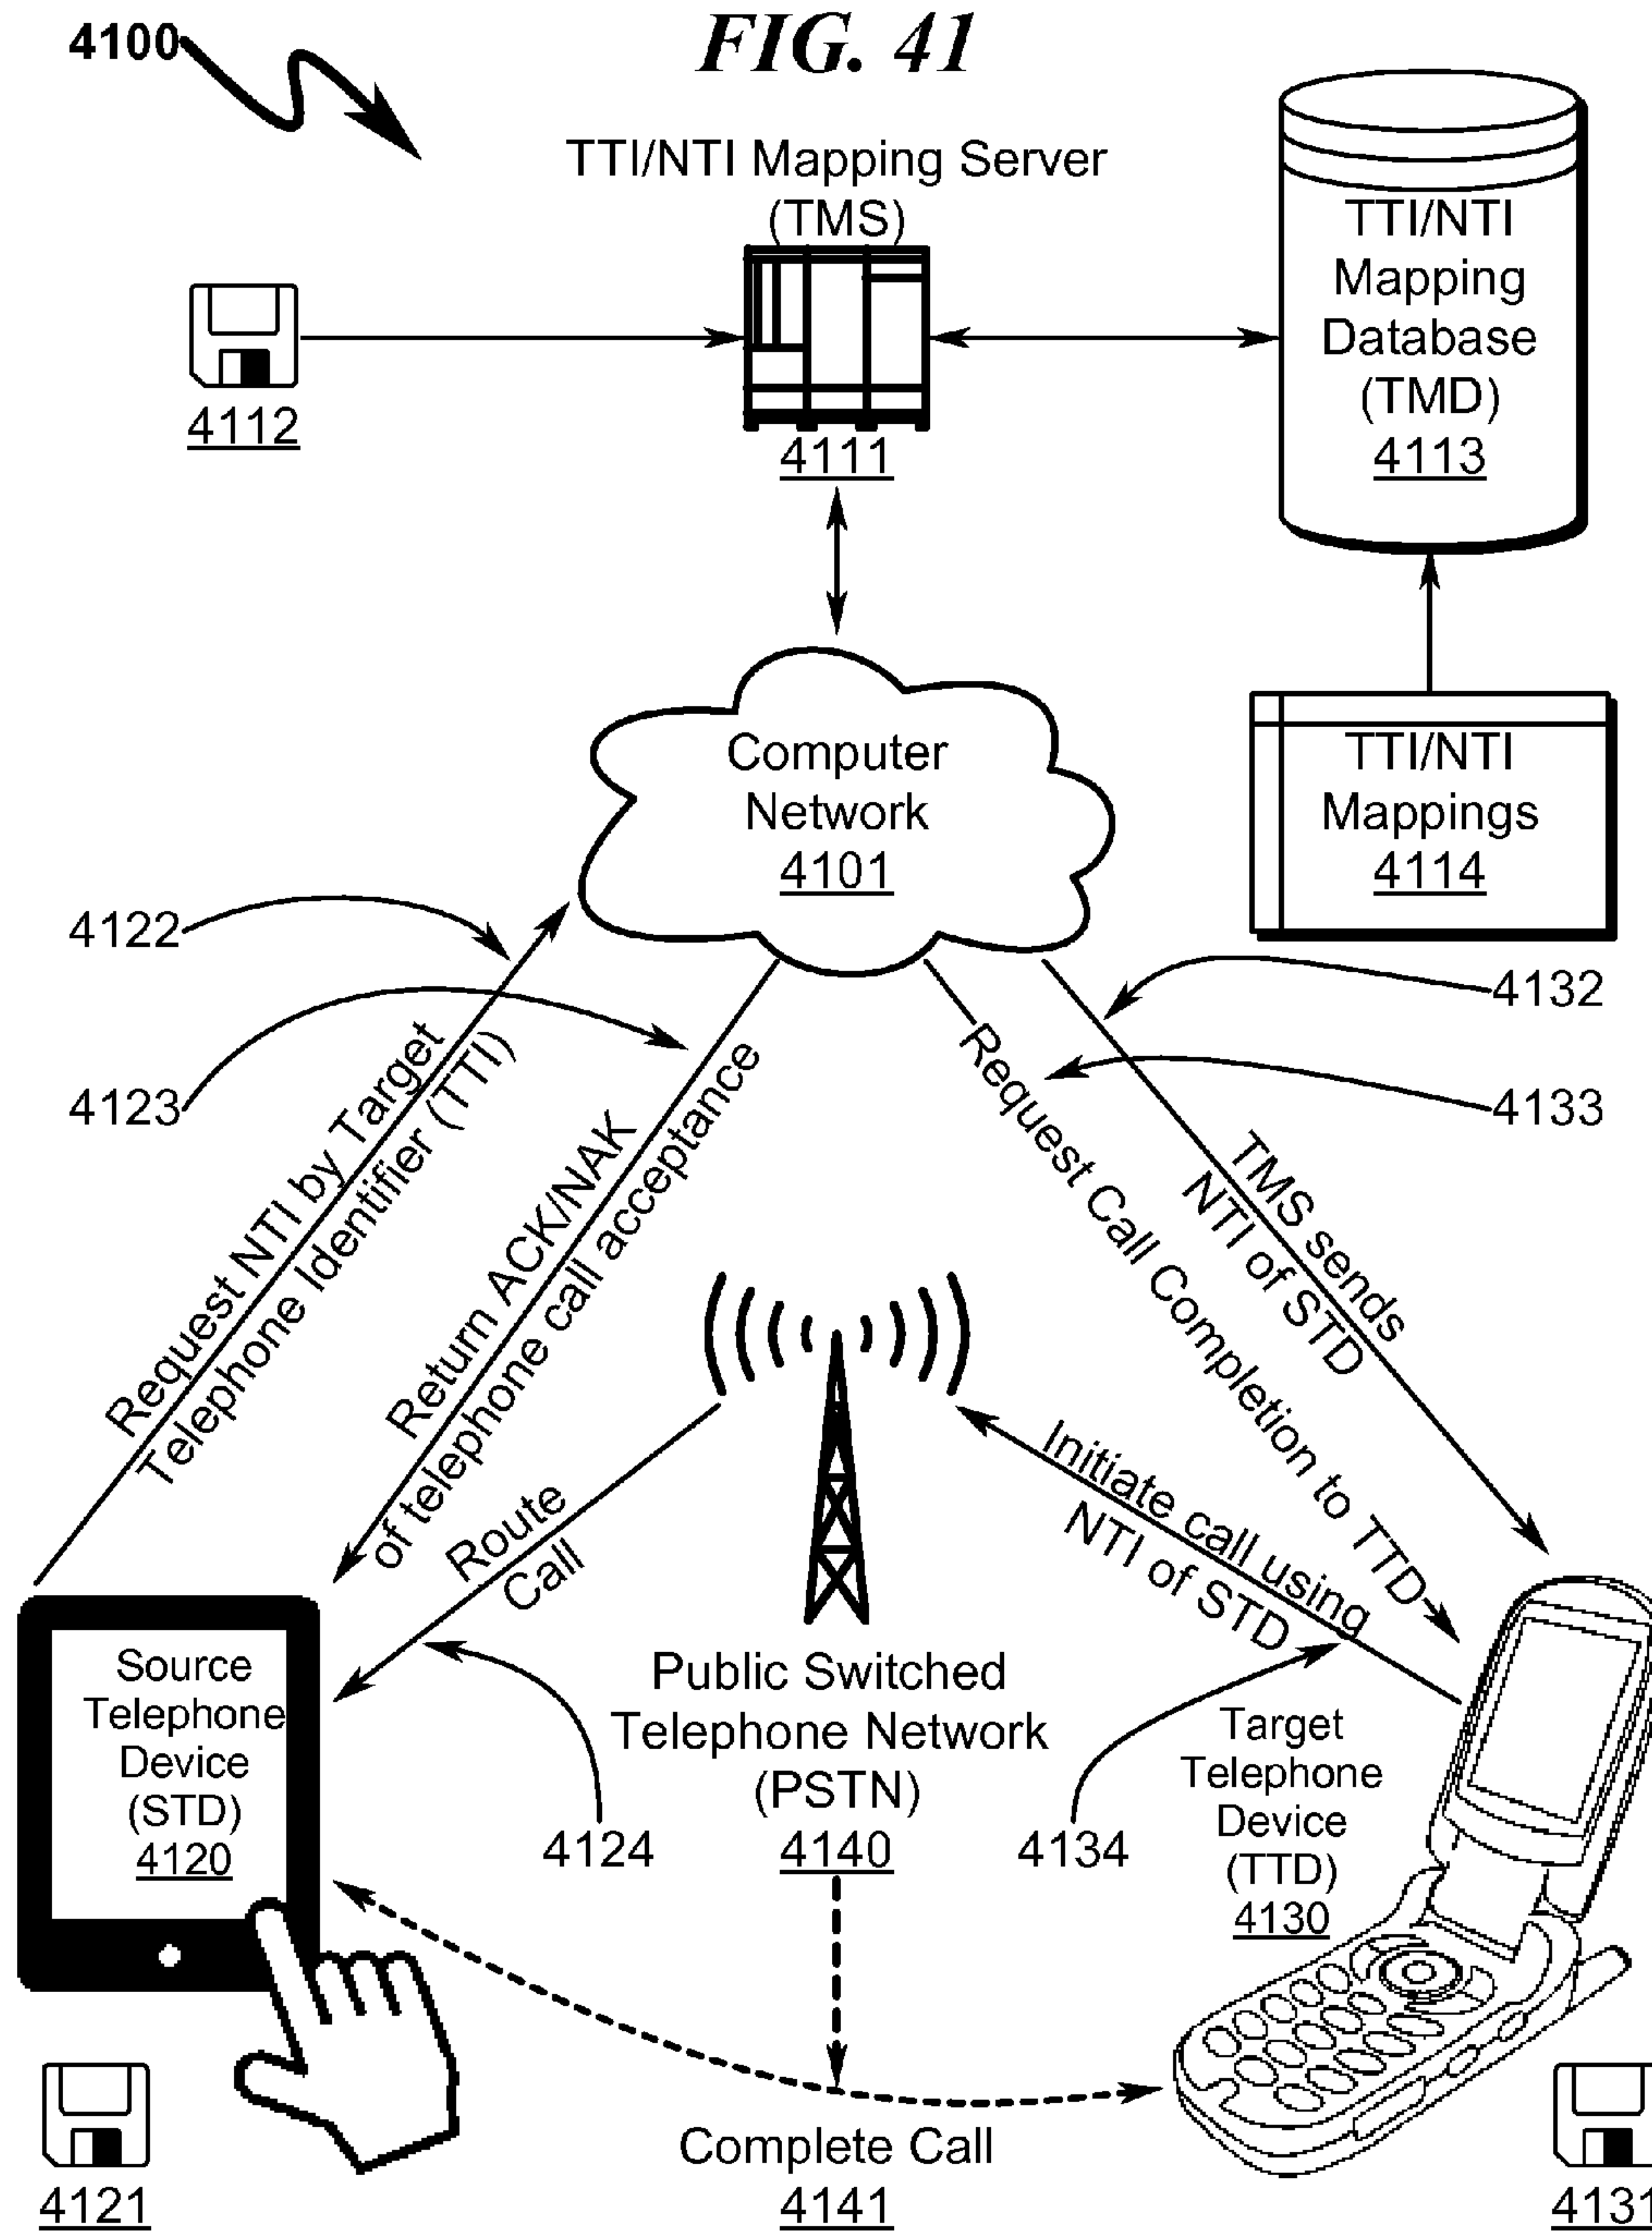 4100
FIG. 41
TTI/NTI Mapping Server
(TMS)
4112
4111
TTI/NTI
Mapping
Database
(TMD)
4113
Computer
Network
4101
TTI/NTI
Mappings
4114
4122
4123
4132
4133
Request NTI by Target
Telephone Identifier (TTI)
Return ACK/NAK
of telephone call acceptance
Request Call Completion to TTD
TMS sends
NTI of STD
Route
Call
Initiate call using
NTI of STD
Source
Telephone
Device
(STD)
4120
Public Switched
Telephone Network
(PSTN)
4140
4124
4134
Target
Telephone
Device
(TTD)
4130
Complete Call
4141
4121
4131